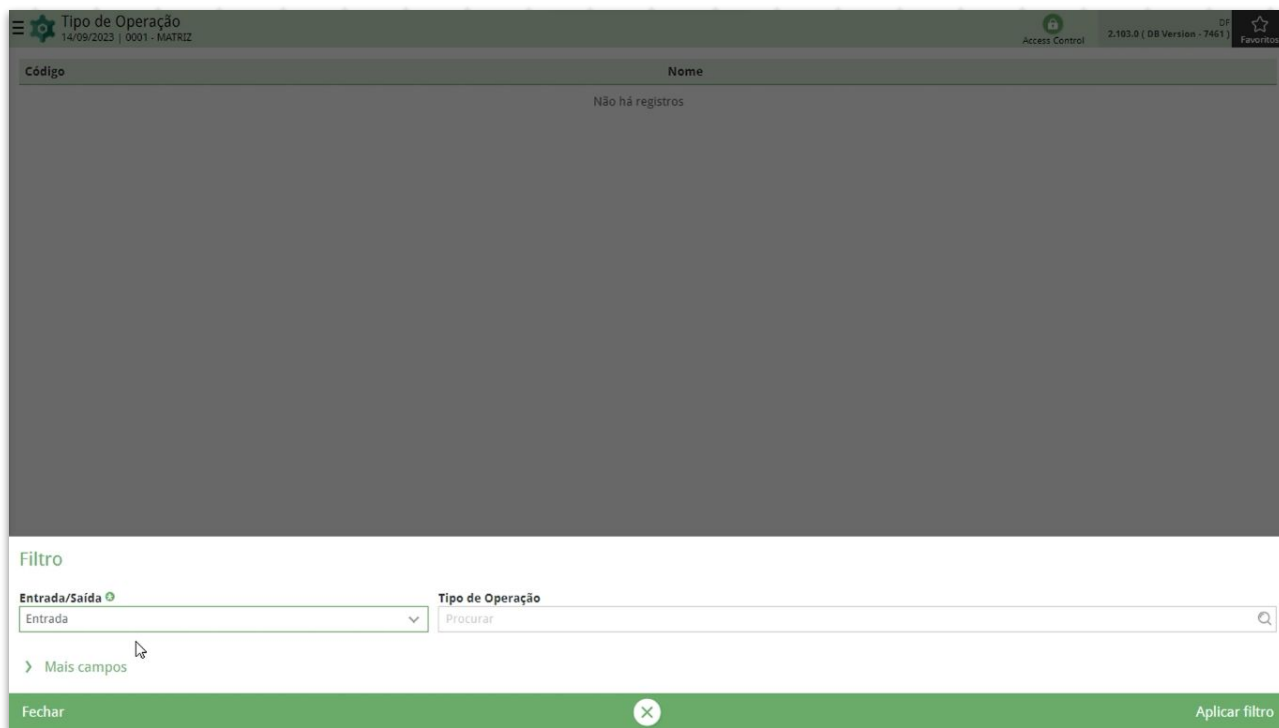 Tipo de Operação
14/09/2023 | 0001 - MATRIZ
Access Control
DF
2.103.0 ( DB Version - 7461 )
Favoritos
Código Nome
Não há registros
Filtro
Entrada/Saída Tipo de Operação
Entrada Procurar
Mais campos
Fechar Aplicar filtro